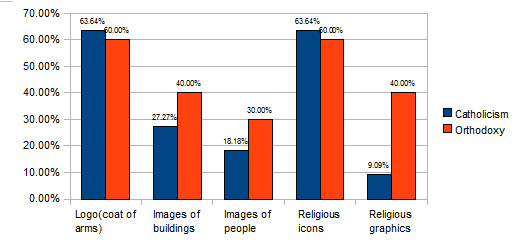 70.00%
60.00%
50.00%
40.00%
30.00%
20.00%
10.00%
0.00%
63.64%
60.00%
27.27%
40.00%
18.18%
30.00%
63.64%
60.00%
9.09%
40.00%
Logo(coat of
arms)
Images of
buildings
Images of
people
Religious
icons
Religious
graphics
Catholicism
Orthodoxy